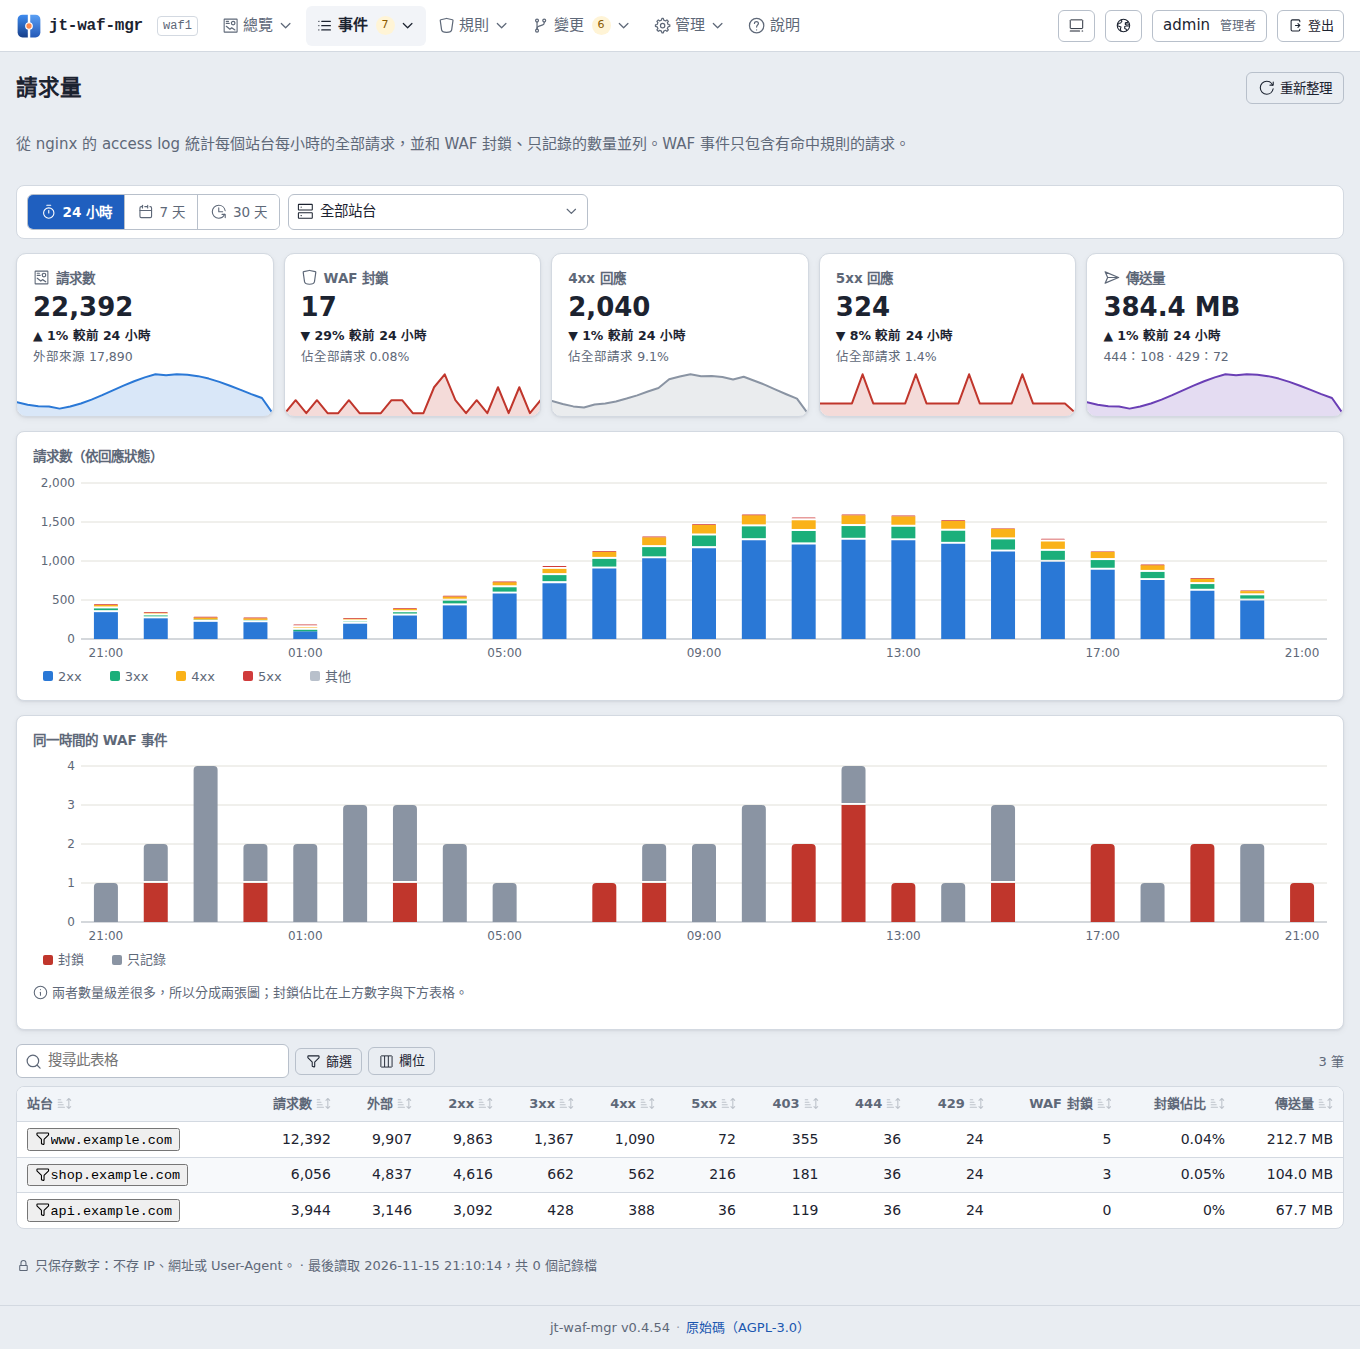 jt-waf-mgr waf1 總覽 事件 7 規則 變更 6 管理 說明 admin 管理者 登出
請求量 重新整理
從 nginx 的 access log 統計每個站台每小時的全部請求，並和 WAF 封鎖、只記錄的數量並列。WAF 事件只包含有命中規則的請求。
24 小時 7 天 30 天 全部站台
請求數 WAF 封鎖 4xx 回應 5xx 回應 傳送量
22,392 17 2,040 324 384.4 MB
▲ 1% 較前 24 小時 ▼ 29% 較前 24 小時 ▼ 1% 較前 24 小時 ▼ 8% 較前 24 小時 ▲ 1% 較前 24 小時
外部來源 17,890 佔全部請求 0.08% 佔全部請求 9.1% 佔全部請求 1.4% 444：108 · 429：72
請求數（依回應狀態）
2,000
1,500
1,000
500
0
21:00 01:00 05:00 09:00 13:00 17:00 21:00
2xx 3xx 4xx 5xx 其他
同一時間的 WAF 事件
4
3
2
1
0
21:00 01:00 05:00 09:00 13:00 17:00 21:00
封鎖 只記錄
兩者數量級差很多，所以分成兩張圖；封鎖佔比在上方數字與下方表格。
搜尋此表格 篩選 欄位 3 筆
站台 請求數 外部 2xx 3xx 4xx 5xx 403 444 429 WAF 封鎖 封鎖佔比 傳送量
www.example.com 12,392 9,907 9,863 1,367 1,090 72 355 36 24 5 0.04% 212.7 MB
shop.example.com 6,056 4,837 4,616 662 562 216 181 36 24 3 0.05% 104.0 MB
api.example.com 3,944 3,146 3,092 428 388 36 119 36 24 0 0% 67.7 MB
只保存數字：不存 IP、網址或 User-Agent。 · 最後讀取 2026-11-15 21:10:14，共 0 個記錄檔
jt-waf-mgr v0.4.54 · 原始碼（AGPL-3.0）